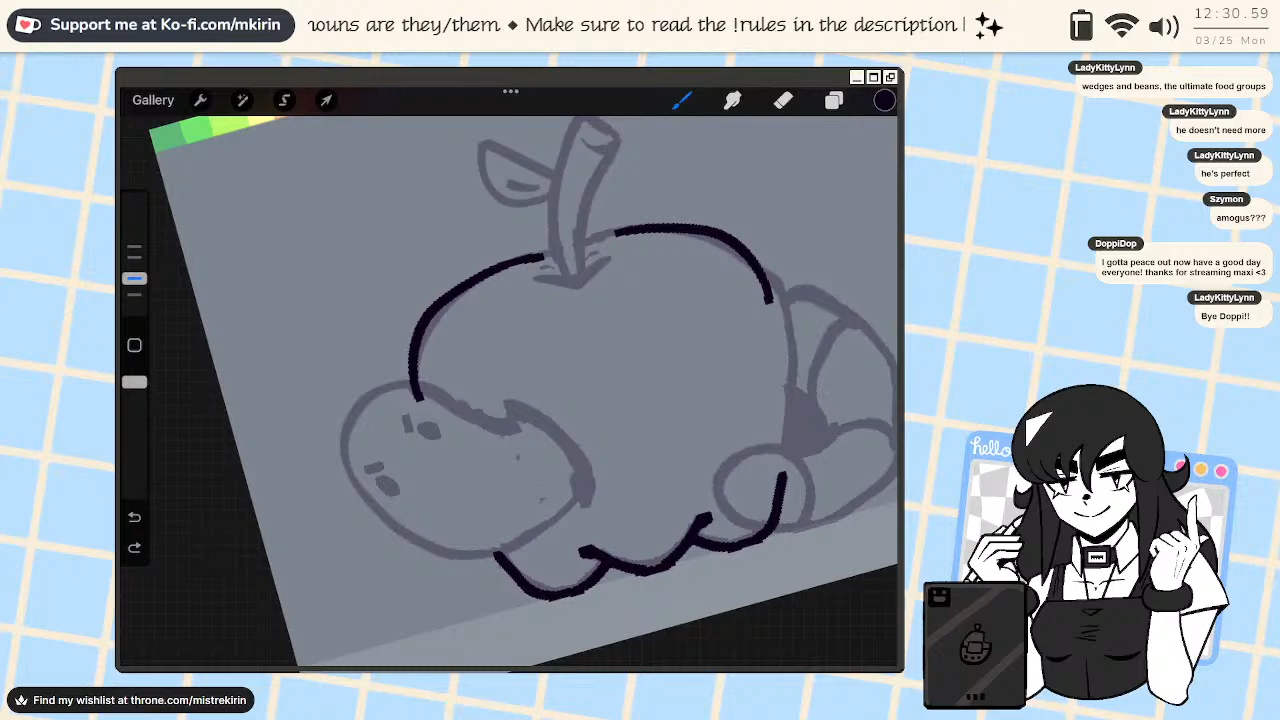 Support me at Ko-fi.com/mkirin
nouns are they/them ◆ Make sure to read the !rules in the description
12:30.59
03/25 Mon
Gallery
LadyKittyLynn
wedges and beans, the ultimate food groups
LadyKittyLynn
he doesn't need more
LadyKittyLynn
he's perfect
Szymon
amogus???
DoppiDop
I gotta peace out now have a good day
everyone! thanks for streaming maxi <3
LadyKittyLynn
Bye Doppi!!
hello
Find my wishlist at throne.com/mistrekirin